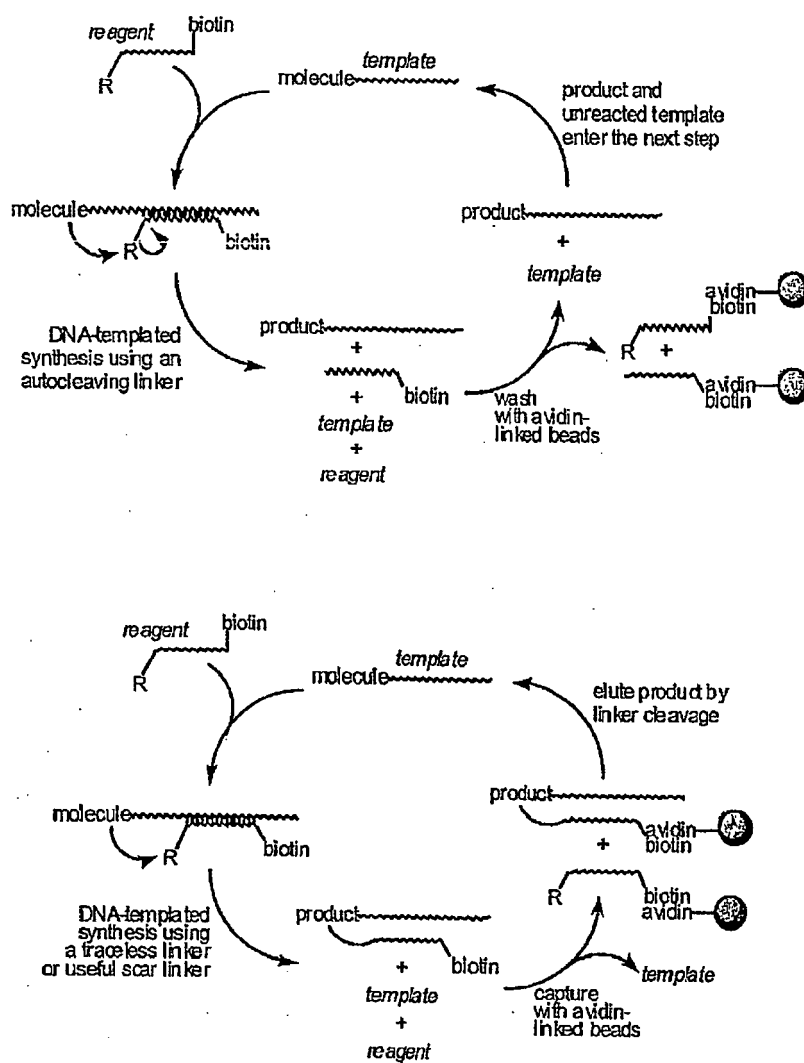 biotin
reagent
R
template
molecule
product and
unreacted template
enter the next step
molecule
R
biotin
product
+
template
avidin
biotin
R
+
avidin
biotin
DNA-templated
synthesis using an
autocleaving linker
product
+
biotin
+
template
+
reagent
wash
with avidin-
linked beads
biotin
reagent
R
template
molecule
elute product by
linker cleavage
molecule
R
biotin
product
avidin
biotin
+
R
biotin
avidin
DNA-templated
synthesis using
a traceless linker
or useful scar linker
product
biotin
+
template
+
reagent
capture
with avidin-
linked beads
template